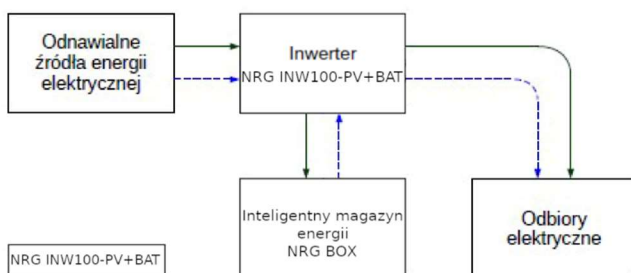 Odnawialne
źródła energii
elektrycznej
Inwerter
NRG INW100-PV+BAT
Inteligentny magazyn
energii
NRG BOX
Odbiory
elektryczne
NRG INW100-PV+BAT